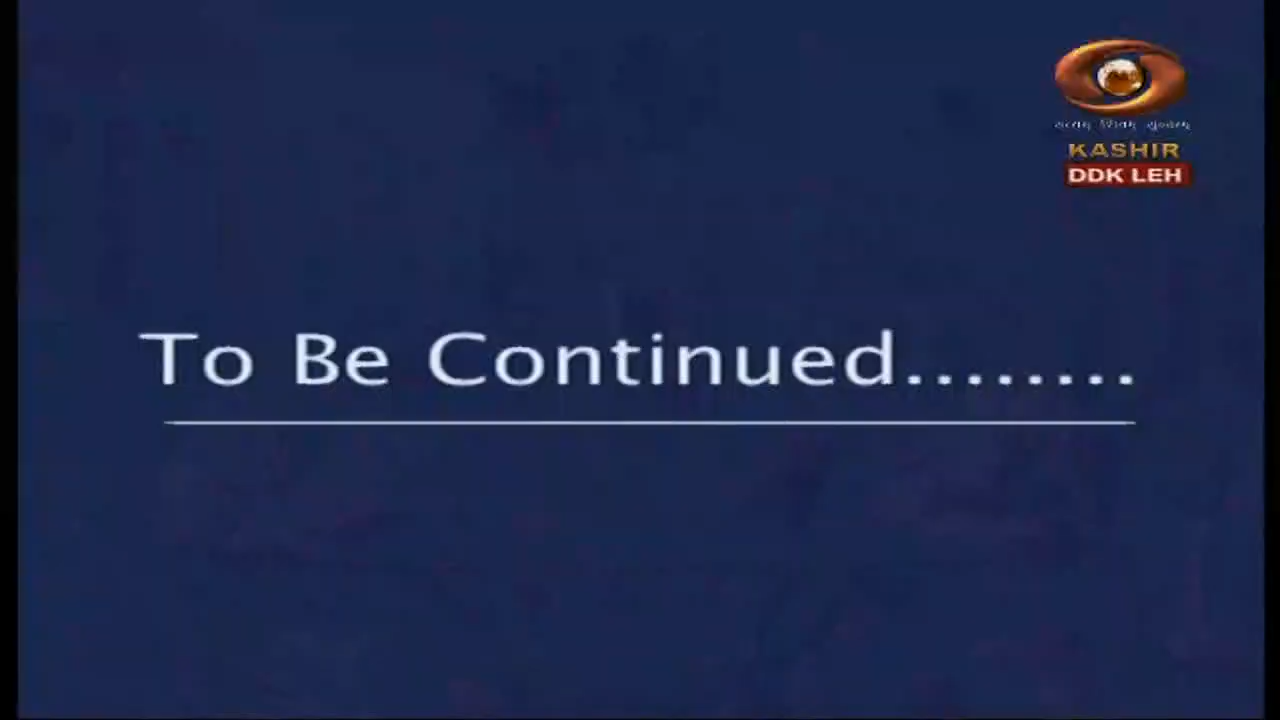 KASHIR
DDK LEH
To Be Continued........